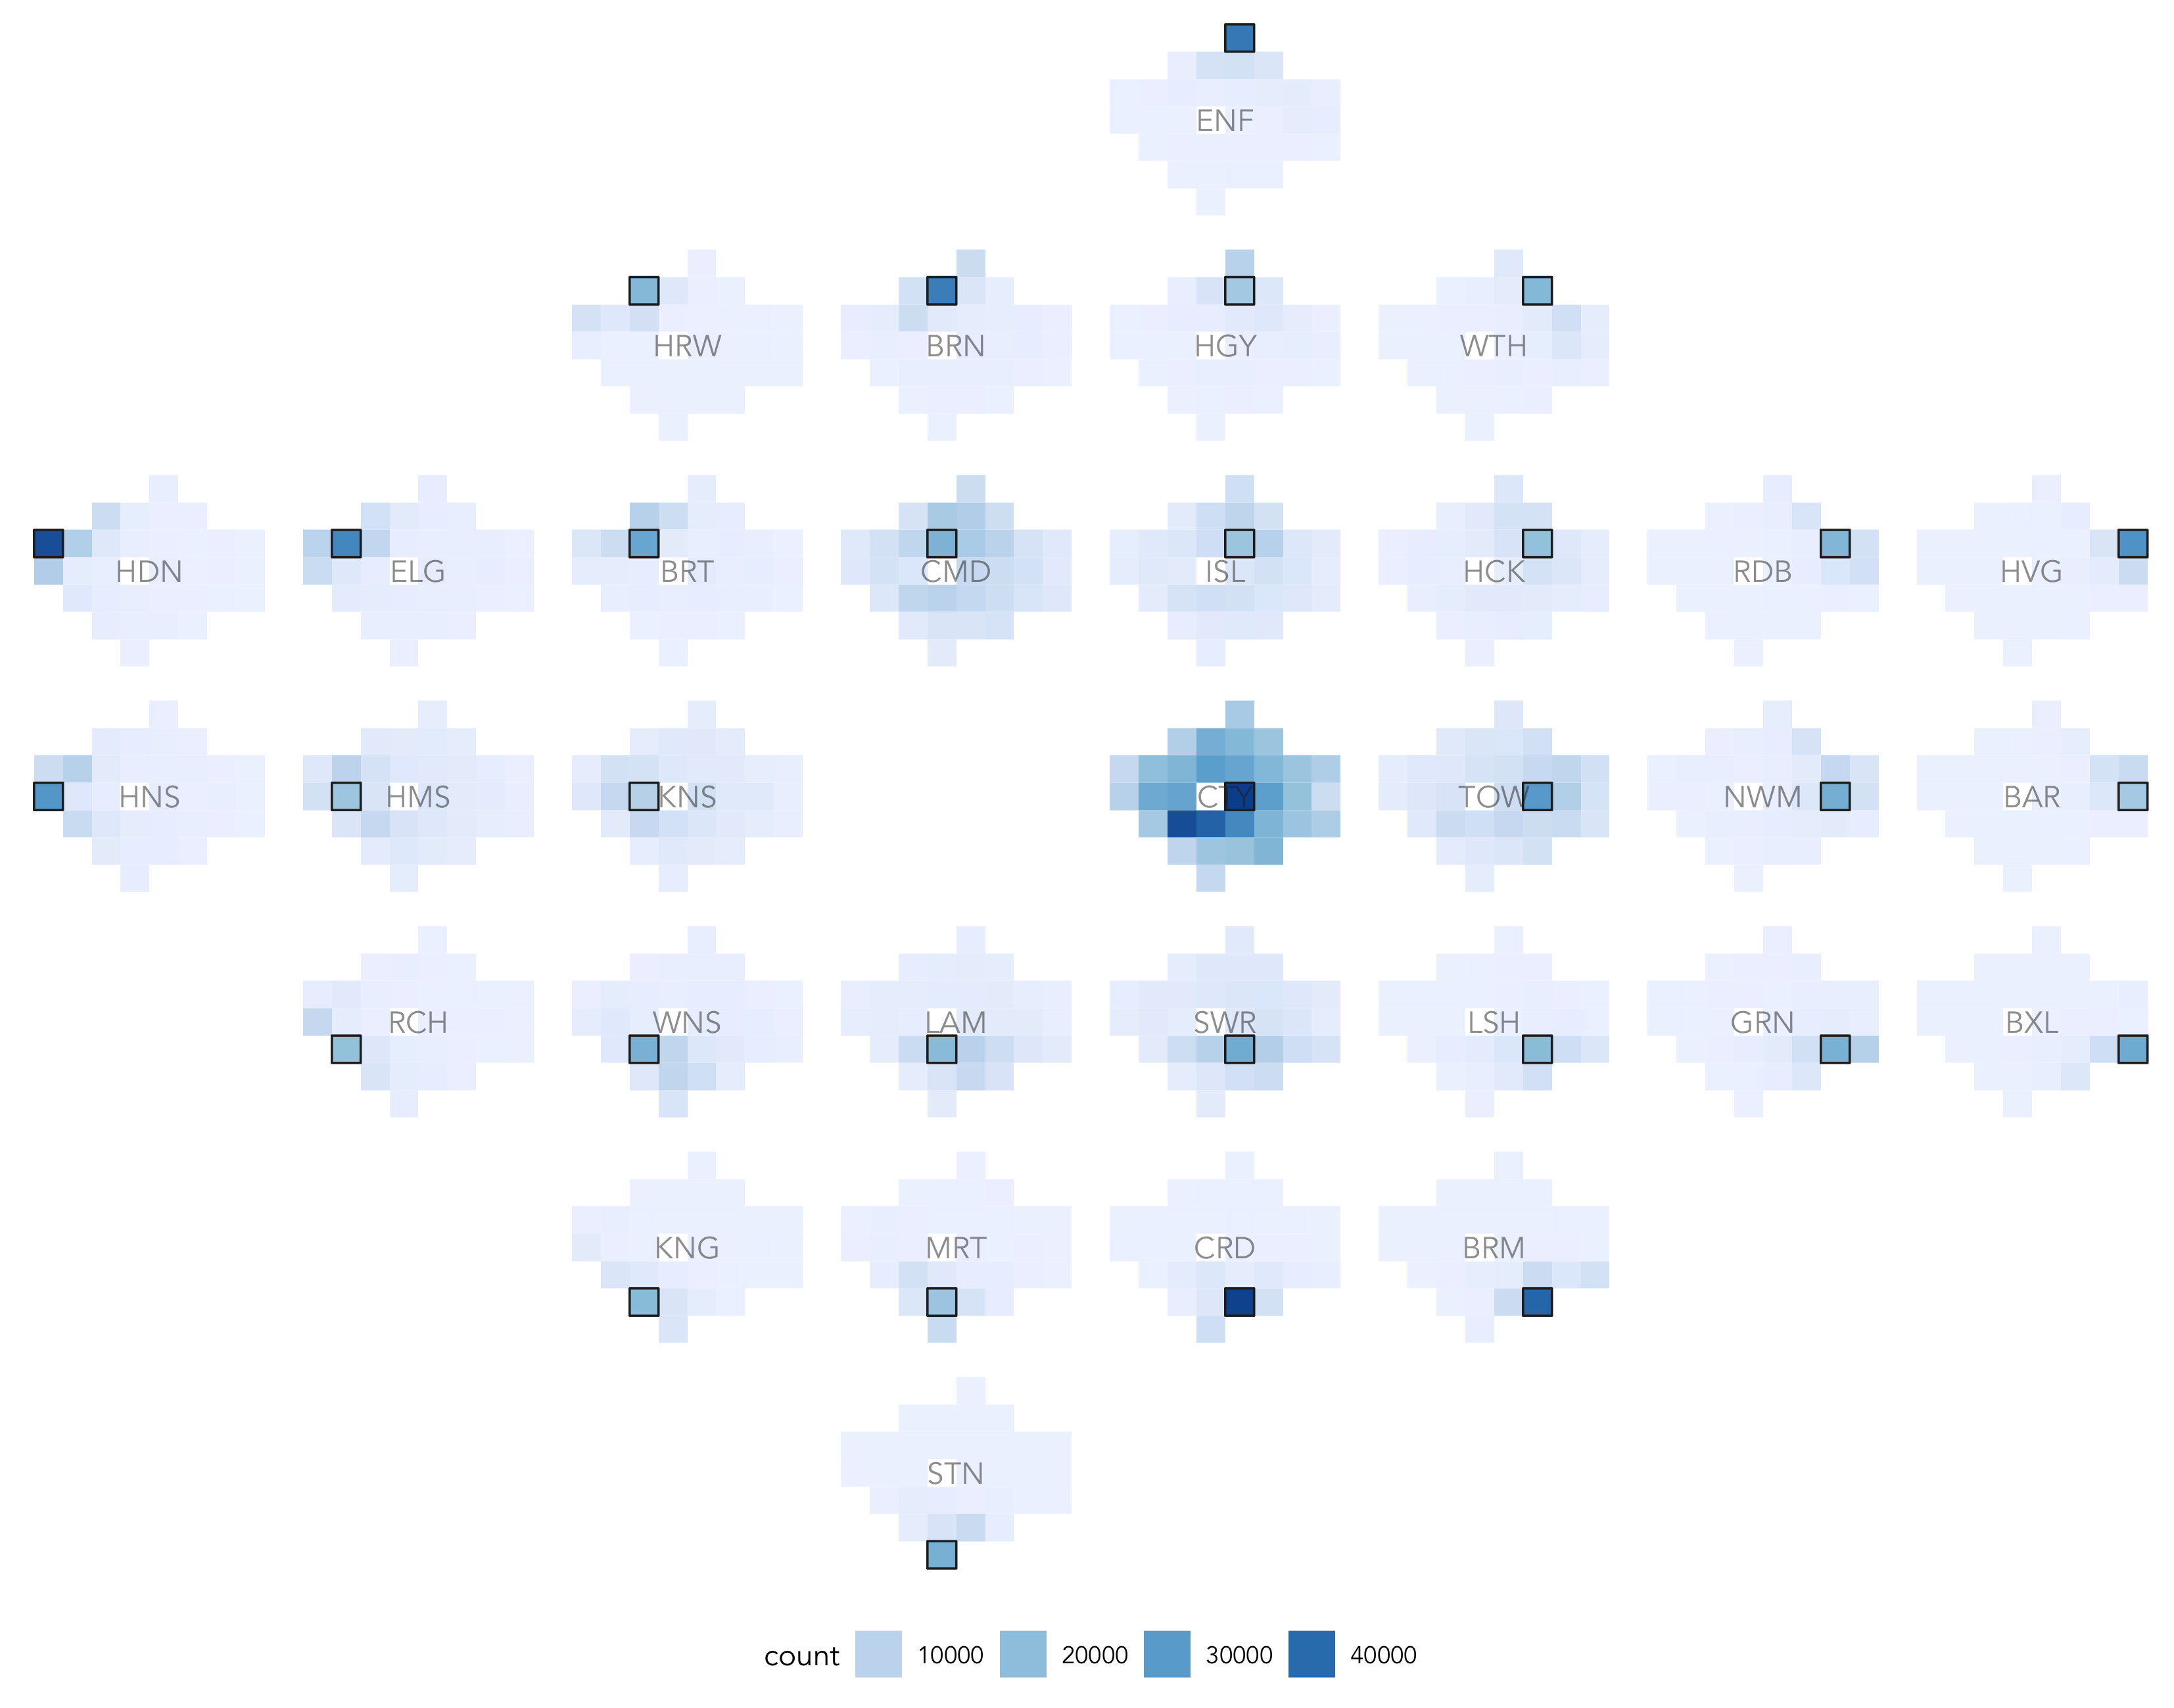 ENF
HRW BRN HGY WTH
HDN ELG BRT CMD ISL HCK RDB HVG
HNS HMS KNS CTY TOW NWM BAR
RCH WNS LAM SWR LSH GRN BXL
KNG MRT CRD BRM
STN
count 10000 20000 30000 40000